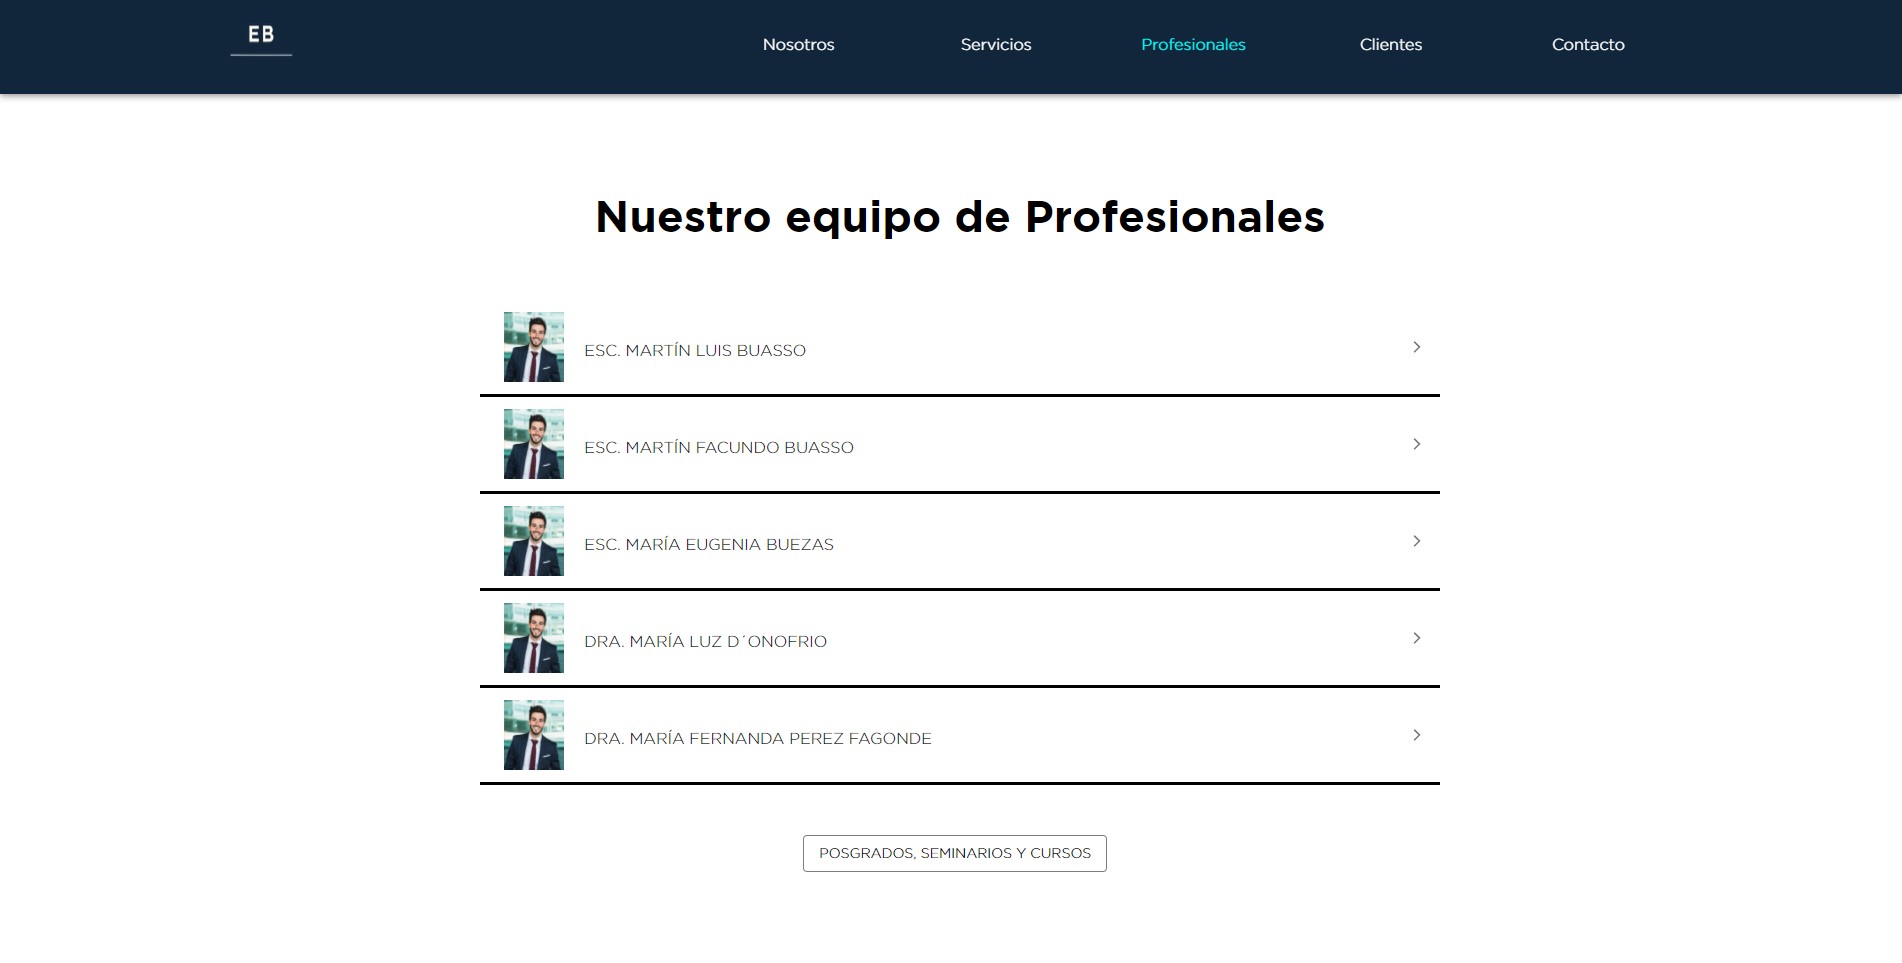 EB
Nosotros
Servicios
Profesionales
Clientes
Contacto
Nuestro equipo de Profesionales
ESC. MARTÍN LUIS BUASSO
ESC. MARTÍN FACUNDO BUASSO
ESC. MARÍA EUGENIA BUEZAS
DRA. MARÍA LUZ D´ONOFRIO
DRA. MARÍA FERNANDA PEREZ FAGONDE
POSGRADOS, SEMINARIOS Y CURSOS